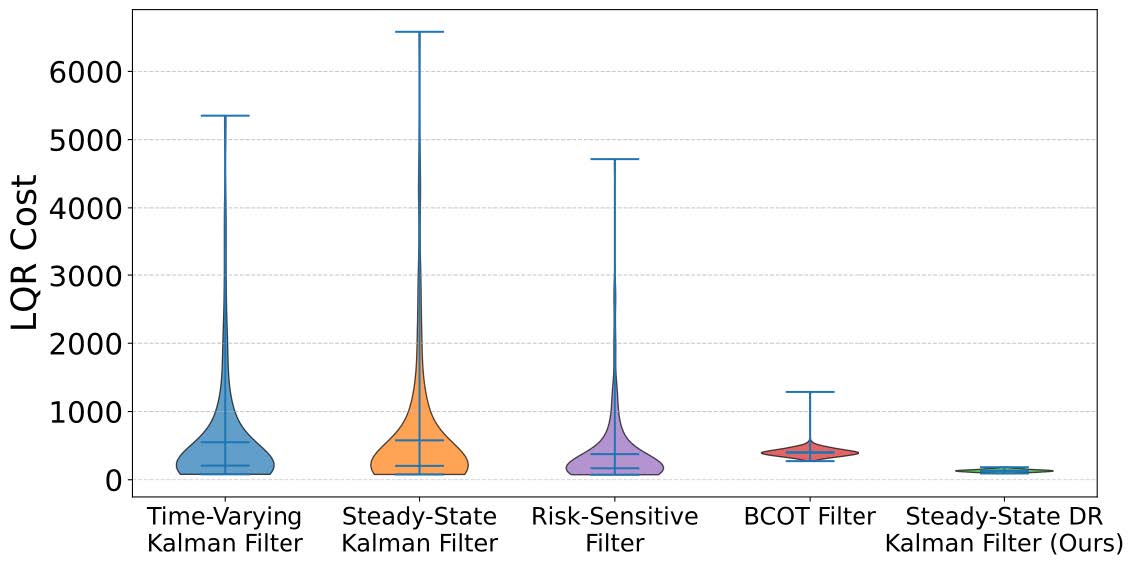 LQR Cost
6000
5000
4000
3000
2000
1000
0
Time-Varying
Kalman Filter
Steady-State
Kalman Filter
Risk-Sensitive
Filter
BCOT Filter
Steady-State DR
Kalman Filter (Ours)